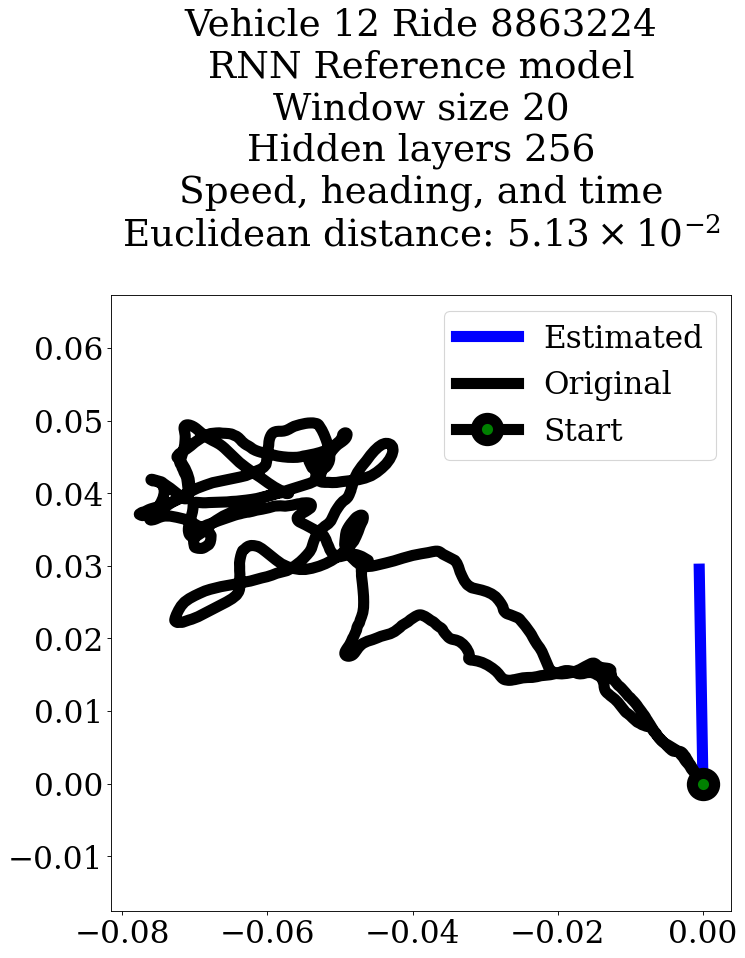 Vehicle 12 Ride 8863224
RNN Reference model
Window size 20
Hidden layers 256
Speed, heading, and time
Euclidean distance: 5.13 × 10⁻²
Estimated
Original
Start
0.06
0.05
0.04
0.03
0.02
0.01
0.00
−0.01
−0.08
−0.06
−0.04
−0.02
0.00